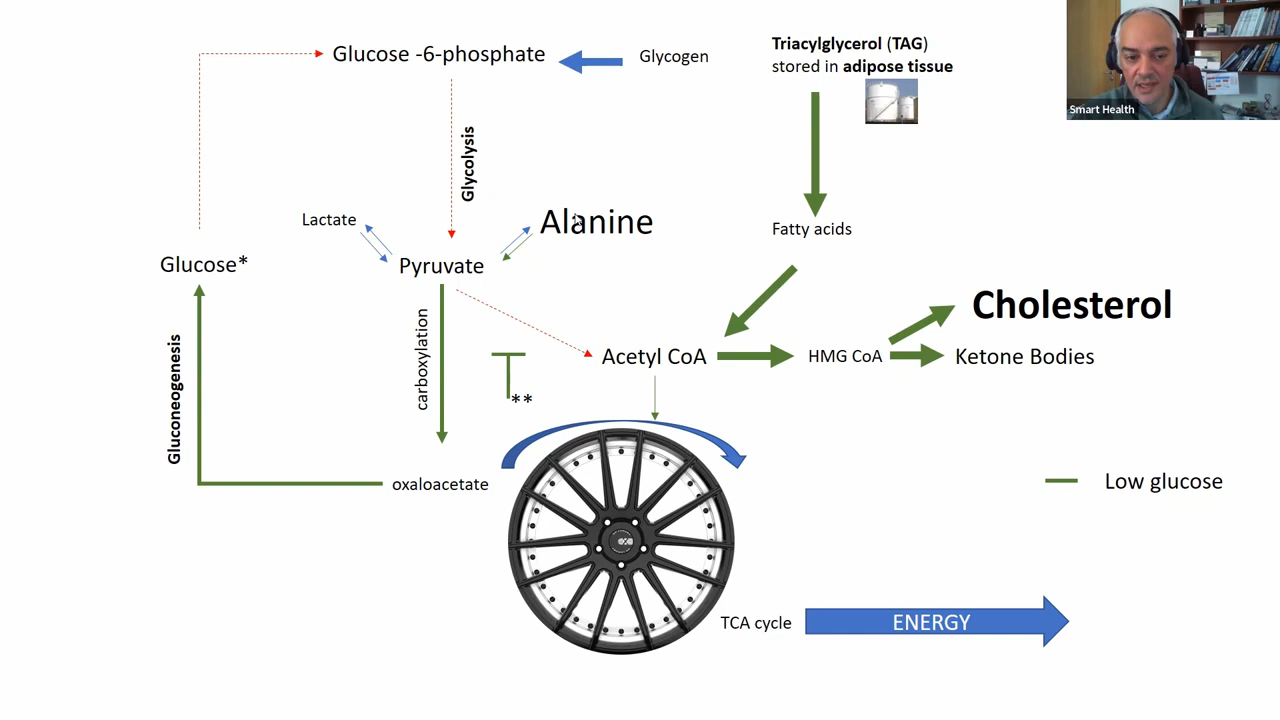 Glucose -6-phosphate
Glycogen
Triacylglycerol (TAG)
stored in adipose tissue
Smart Health
Glycolysis
Lactate
Alanine
Fatty acids
Glucose*
Pyruvate
Cholesterol
carboxylation
Acetyl CoA
HMG CoA
Ketone Bodies
**
Gluconeogenesis
oxaloacetate
Low glucose
TCA cycle
ENERGY